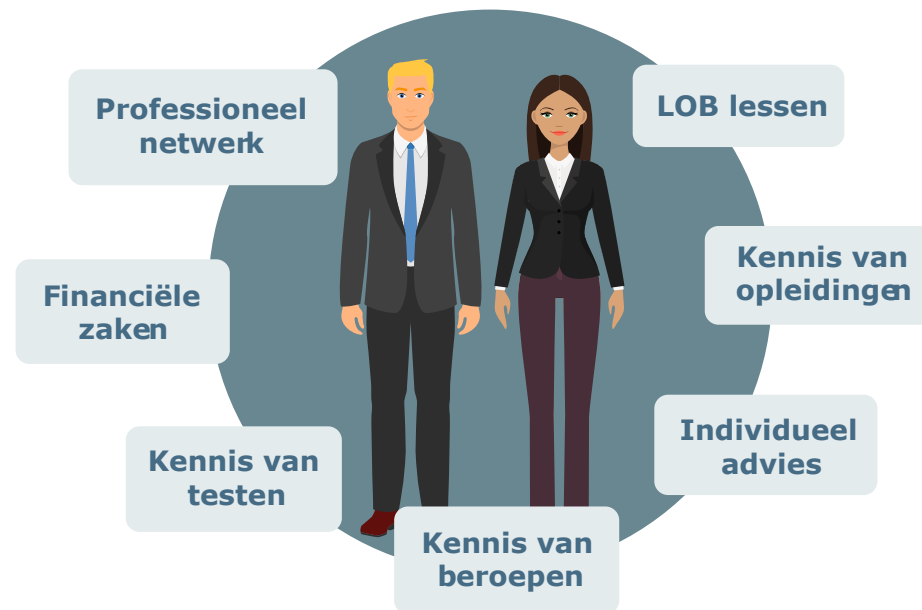 Professioneel
netwerk
LOB lessen
Kennis van
opleidingen
Financiële
zaken
Individueel
advies
Kennis van
testen
Kennis van
beroepen